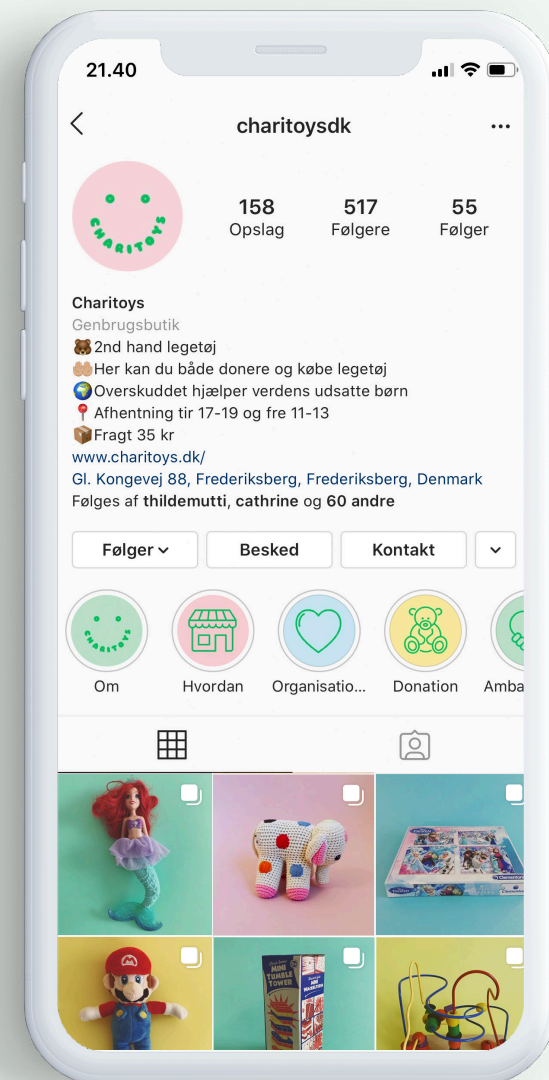 21.40
charitoysdk
CHARITOYS
158 517 55
Opslag Følgere Følger
Charitoys
Genbrugsbutik
🐻2nd hand legetøj
🤲🏼Her kan du både donere og købe legetøj
🌍Overskuddet hjælper verdens udsatte børn
📍Afhentning tir 17-19 og fre 11-13
📦Fragt 35 kr
www.charitoys.dk/
Gl. Kongevej 88, Frederiksberg, Frederiksberg, Denmark
Følges af thildemutti, cathrine og 60 andre
Følger Besked Kontakt
CHARITOYS
Om Hvordan Organisatio... Donation Amba
Clementoni
M
MINI TUMBLE TOWER